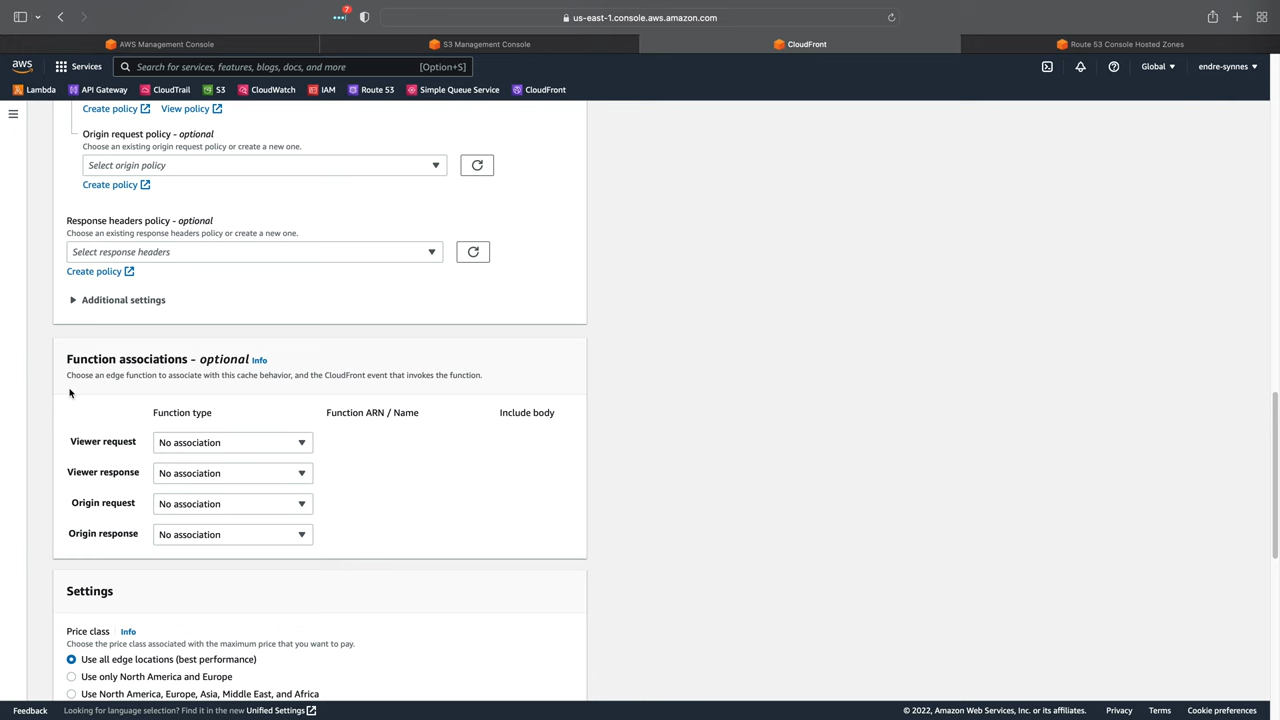 7
us-east-1.console.aws.amazon.com
AWS Management Console
S3 Management Console
CloudFront
Route 53 Console Hosted Zones
aws
Services
Search for services, features, blogs, docs, and more
[Option+S]
Global
endre-synnes
Lambda
API Gateway
CloudTrail
S3
CloudWatch
IAM
Route 53
Simple Queue Service
CloudFront
Create policy
View policy
Origin request policy - optional
Choose an existing origin request policy or create a new one.
Select origin policy
Create policy
Response headers policy - optional
Choose an existing response headers policy or create a new one.
Select response headers
Create policy
Additional settings
Function associations - optional Info
Choose an edge function to associate with this cache behavior, and the CloudFront event that invokes the function.
Function type
Function ARN / Name
Include body
Viewer request
No association
Viewer response
No association
Origin request
No association
Origin response
No association
Settings
Price class
Info
Choose the price class associated with the maximum price that you want to pay.
Use all edge locations (best performance)
Use only North America and Europe
Use North America, Europe, Asia, Middle East, and Africa
Feedback
Looking for language selection? Find it in the new Unified Settings
© 2022, Amazon Web Services, Inc. or its affiliates.
Privacy
Terms
Cookie preferences